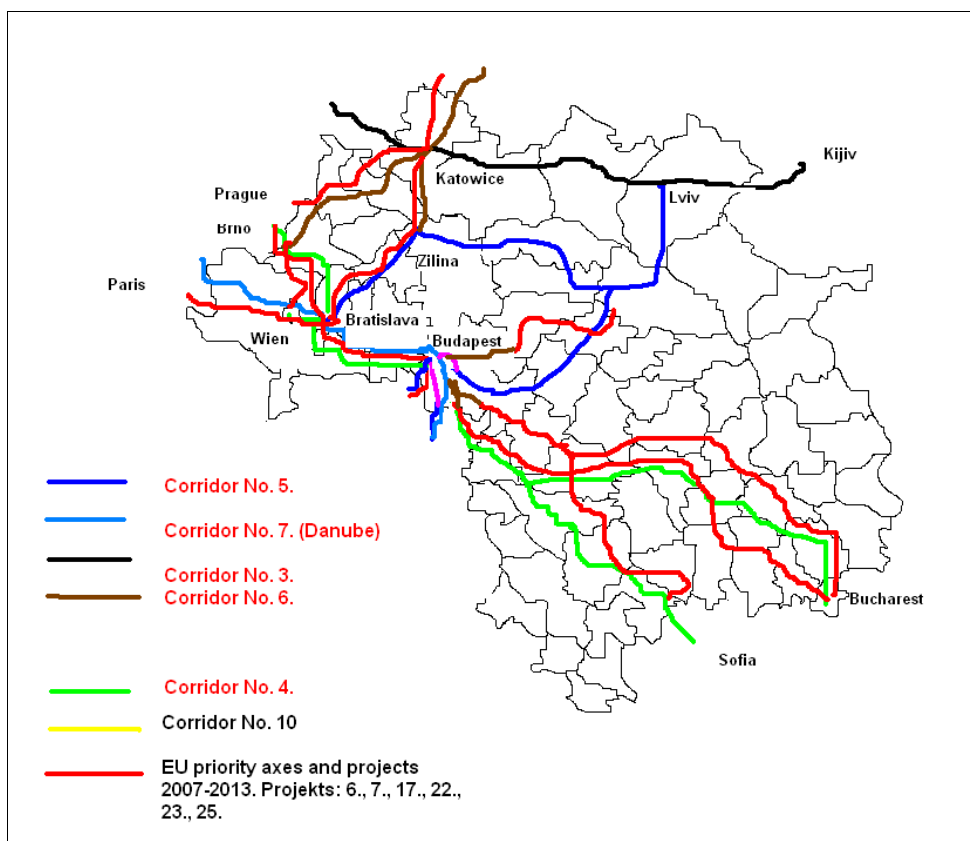 Kijiv
Katowice
Prague
Lviv
Brno
Zilina
Paris
Bratislava
1
Wien
Budapest
Corridor No. 5.
Corridor No. 7. (Danube)
Corridor No. 3.
Corridor No. 6.
Bucharest
Sofia
Corridor No. 4.
Corridor No. 10
EU priority axes and projects
2007-2013. Projekts: 6., 7., 17., 22.,
23., 25.